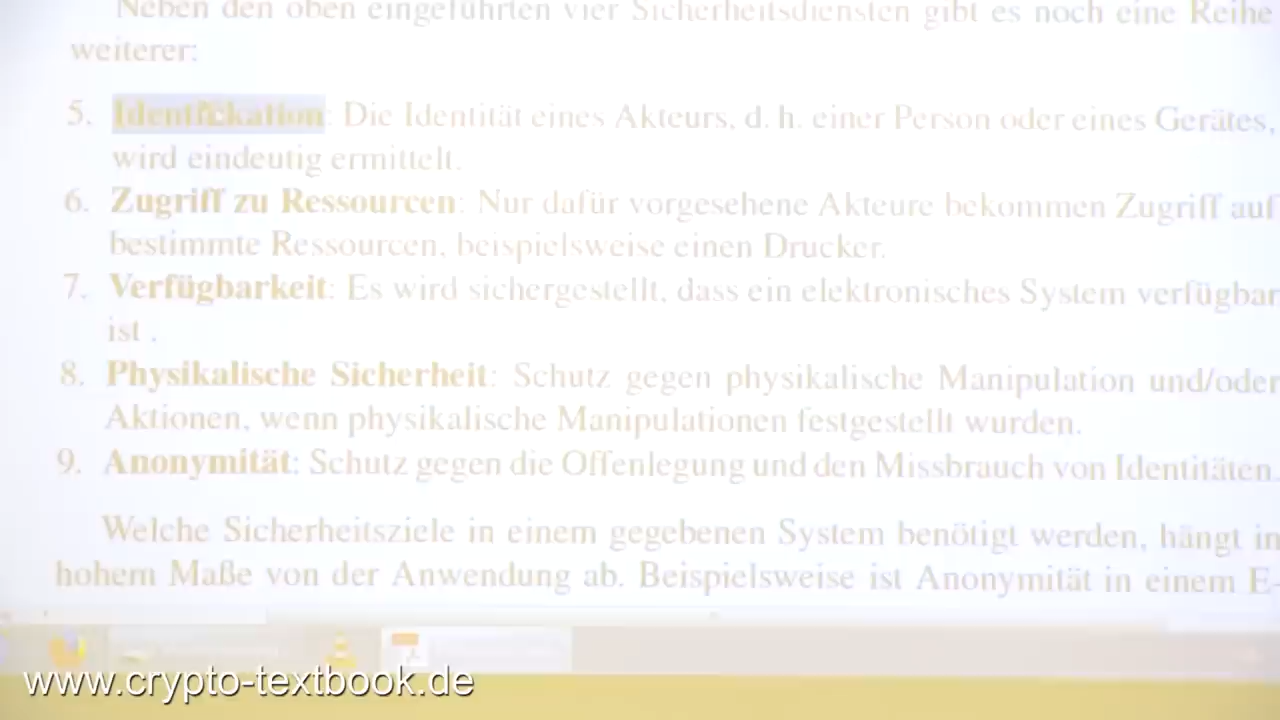 Neben den oben eingeführten vier Sicherheitsdiensten gibt es noch eine Reihe
weiterer:
5. Identifikation: Die Identität eines Akteurs, d. h. einer Person oder eines Gerätes,
wird eindeutig ermittelt.
6. Zugriff zu Ressourcen: Nur dafür vorgesehene Akteure bekommen Zugriff auf
bestimmte Ressourcen, beispielsweise einen Drucker.
7. Verfügbarkeit: Es wird sichergestellt, dass ein elektronisches System verfügbar
ist .
8. Physikalische Sicherheit: Schutz gegen physikalische Manipulation und/oder
Aktionen, wenn physikalische Manipulationen festgestellt wurden.
9. Anonymität: Schutz gegen die Offenlegung und den Missbrauch von Identitäten.
Welche Sicherheitsziele in einem gegebenen System benötigt werden, hängt in
hohem Maße von der Anwendung ab. Beispielsweise ist Anonymität in einem E-
www.crypto-textbook.de